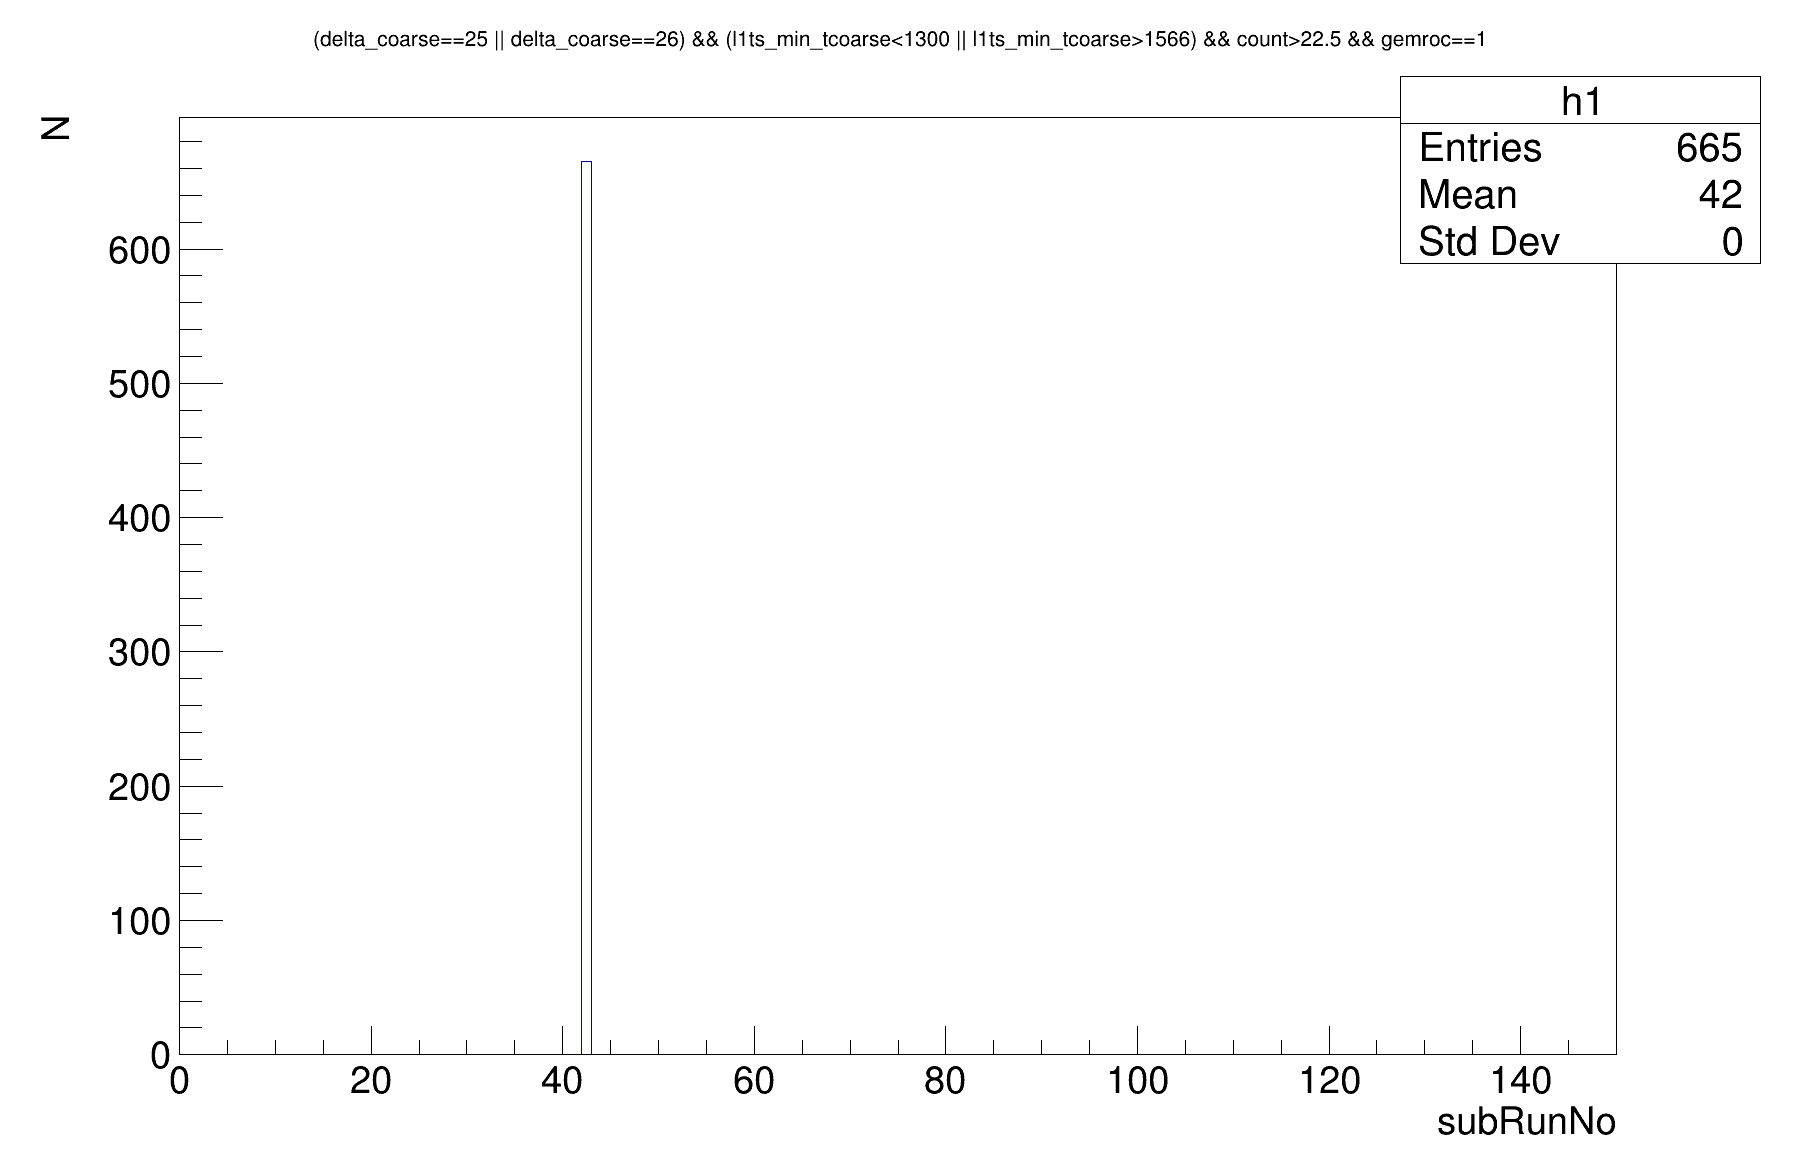 (delta_coarse==25 || delta_coarse==26) && (l1ts_min_tcoarse<1300 || l1ts_min_tcoarse>1566) && count>22.5 && gemroc==1
h1
Entries 665
Mean 42
Std Dev 0
N
600
500
400
300
200
100
0
0 20 40 60 80 100 120 140
subRunNo